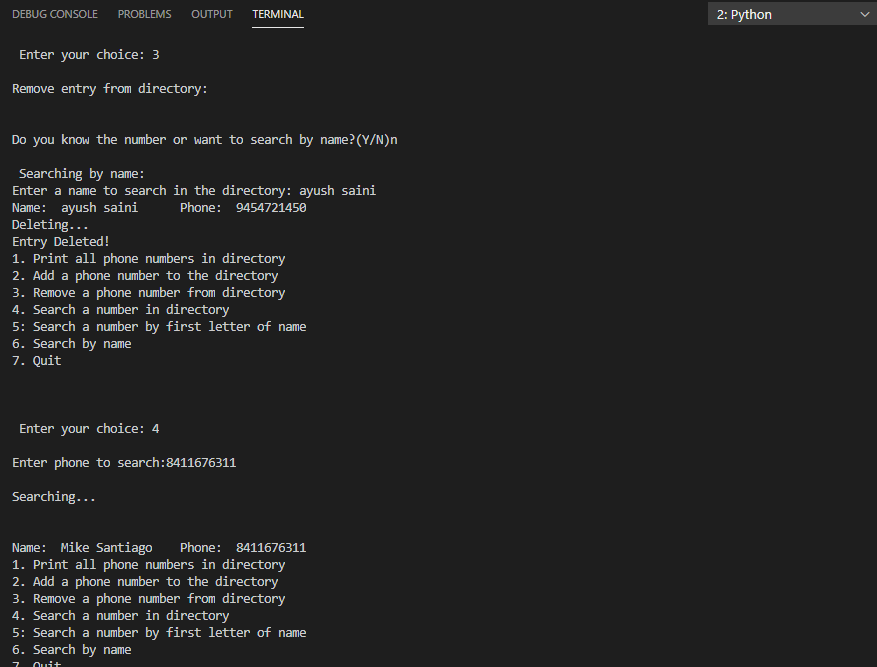 DEBUG CONSOLE PROBLEMS OUTPUT TERMINAL 2: Python
Enter your choice: 3
Remove entry from directory:
Do you know the number or want to search by name?(Y/N)n
Searching by name:
Enter a name to search in the directory: ayush saini
Name:  ayush saini      Phone:  9454721450
Deleting...
Entry Deleted!
1. Print all phone numbers in directory
2. Add a phone number to the directory
3. Remove a phone number from directory
4. Search a number in directory
5: Search a number by first letter of name
6. Search by name
7. Quit
Enter your choice: 4
Enter phone to search:8411676311
Searching...
Name:  Mike Santiago    Phone:  8411676311
1. Print all phone numbers in directory
2. Add a phone number to the directory
3. Remove a phone number from directory
4. Search a number in directory
5: Search a number by first letter of name
6. Search by name
7. Quit